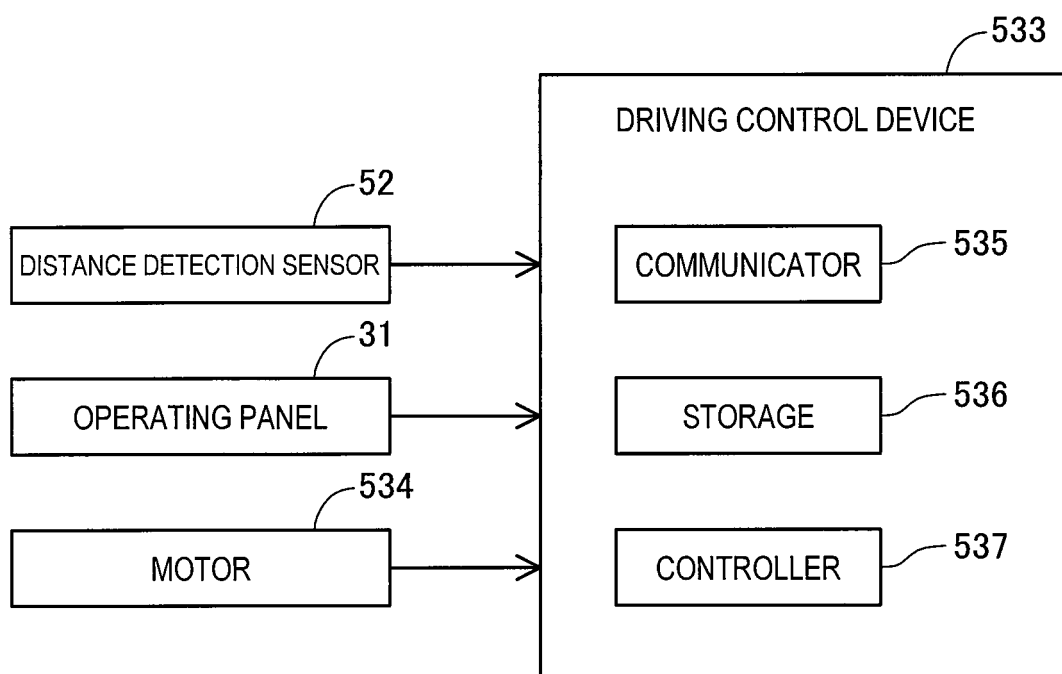 533
DRIVING CONTROL DEVICE
52
DISTANCE DETECTION SENSOR
535
COMMUNICATOR
31
OPERATING PANEL
536
STORAGE
534
MOTOR
537
CONTROLLER